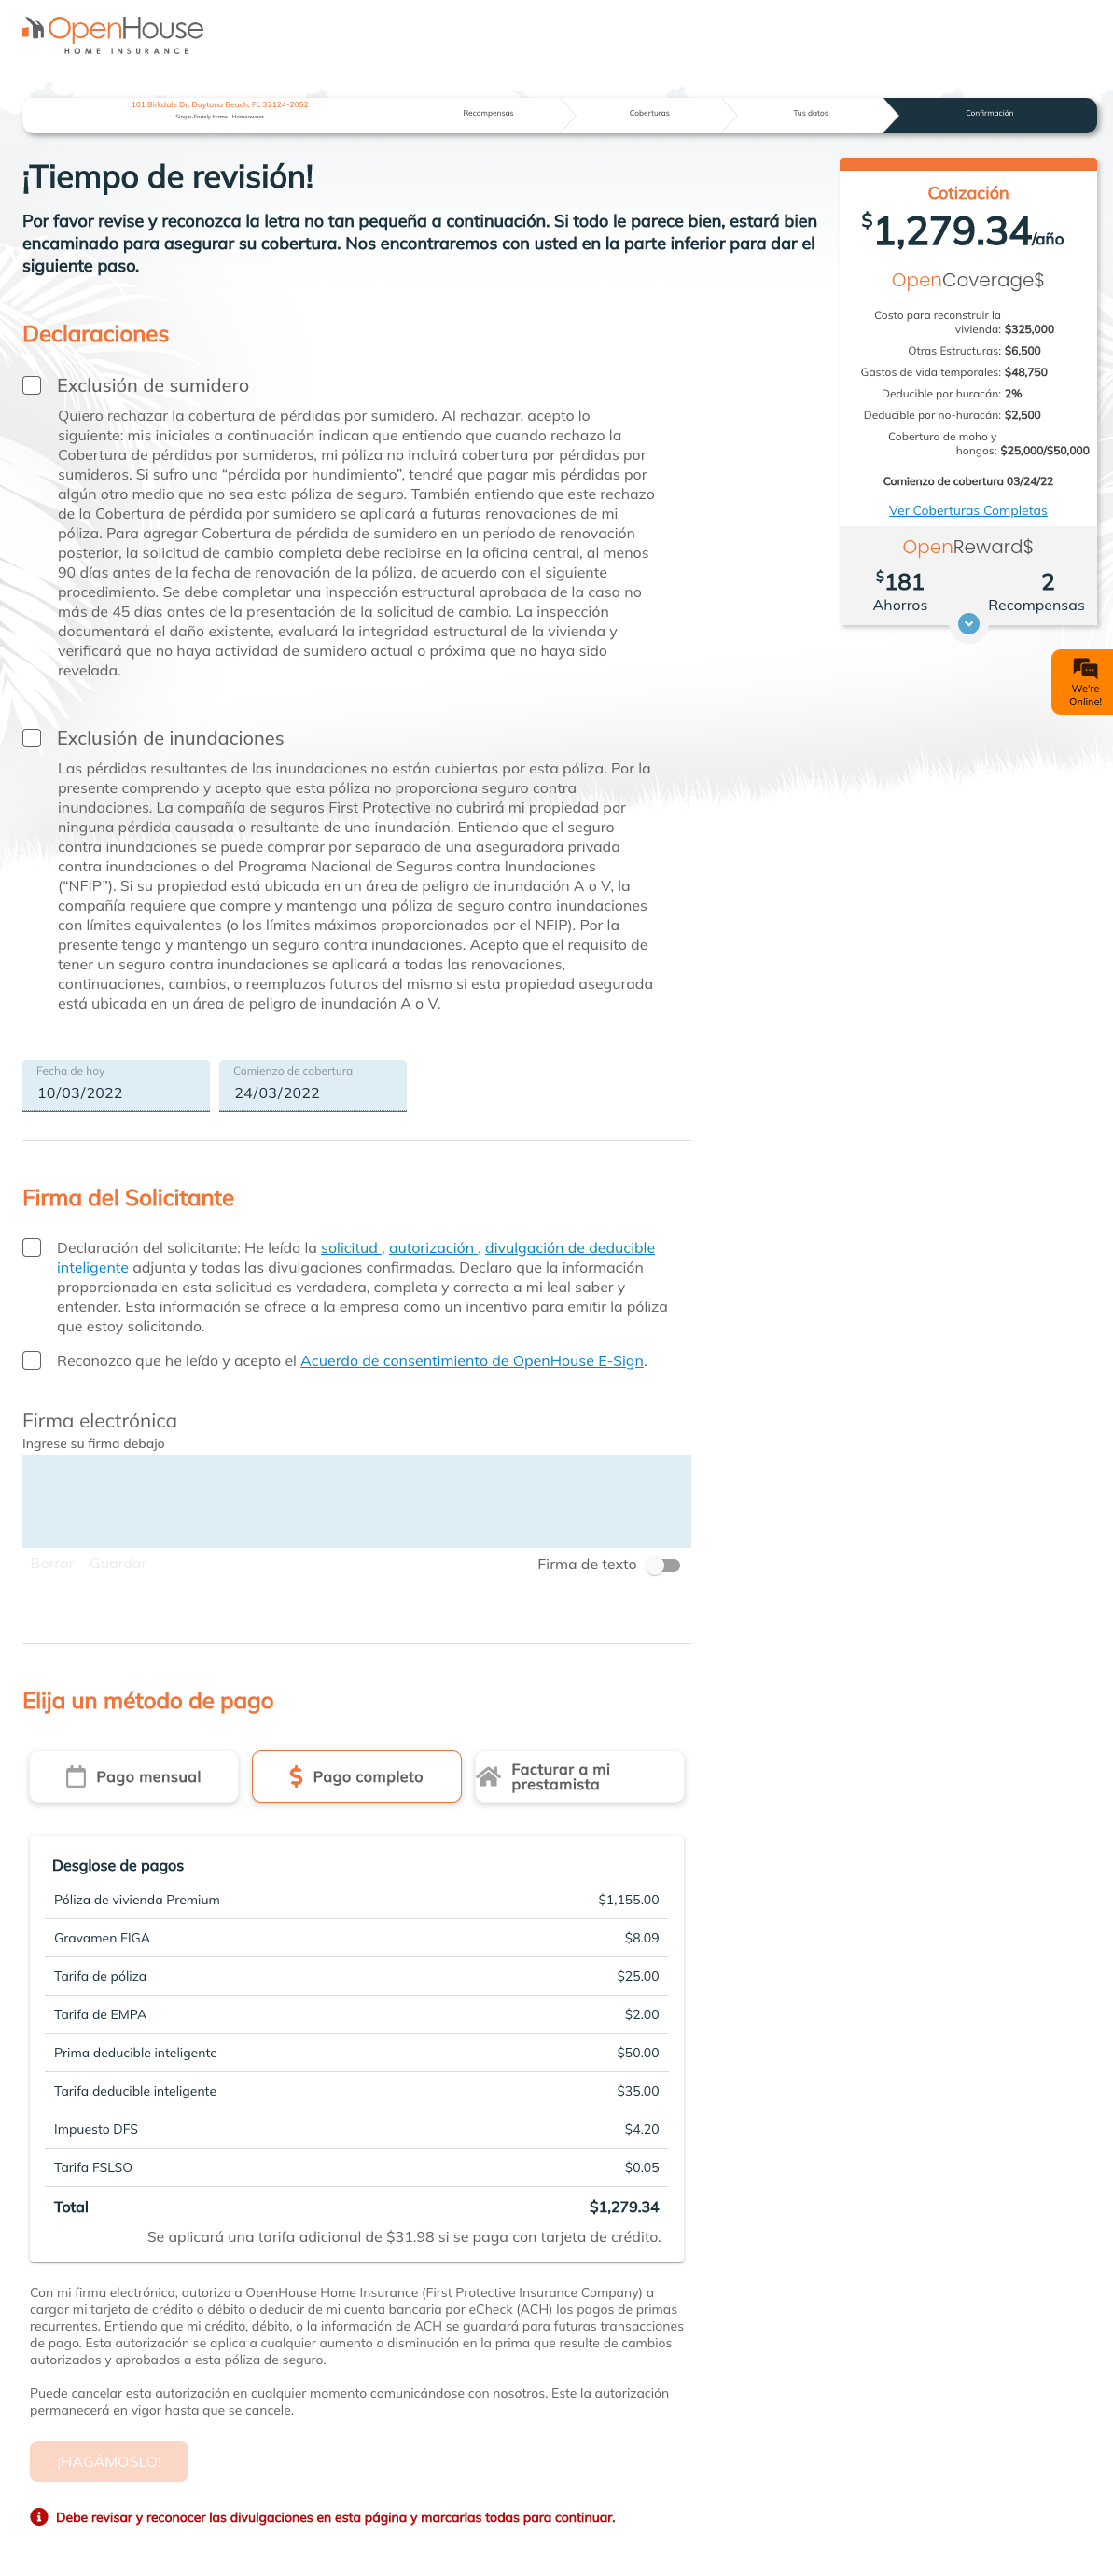 OpenHouse
HOME INSURANCE
101 Birkdale Dr, Daytona Beach, FL 32124-2052
Single-Family Home | Homeowner
Recompensas
Coberturas
Tus datos
Confirmación
¡Tiempo de revisión!
Por favor revise y reconozca la letra no tan pequeña a continuación. Si todo le parece bien, estará bien
encaminado para asegurar su cobertura. Nos encontraremos con usted en la parte inferior para dar el
siguiente paso.
Cotización
$1,279.34/año
OpenCoverage$
Costo para reconstruir la
vivienda: $325,000
Otras Estructuras: $6,500
Gastos de vida temporales: $48,750
Deducible por huracán: 2%
Deducible por no-huracán: $2,500
Cobertura de moho y
hongos: $25,000/$50,000
Comienzo de cobertura 03/24/22
Ver Coberturas Completas
OpenReward$
$181 2
Ahorros Recompensas
We're
Online!
Declaraciones
Exclusión de sumidero
Quiero rechazar la cobertura de pérdidas por sumidero. Al rechazar, acepto lo
siguiente: mis iniciales a continuación indican que entiendo que cuando rechazo la
Cobertura de pérdidas por sumideros, mi póliza no incluirá cobertura por pérdidas por
sumideros. Si sufro una “pérdida por hundimiento”, tendré que pagar mis pérdidas por
algún otro medio que no sea esta póliza de seguro. También entiendo que este rechazo
de la Cobertura de pérdida por sumidero se aplicará a futuras renovaciones de mi
póliza. Para agregar Cobertura de pérdida de sumidero en un período de renovación
posterior, la solicitud de cambio completa debe recibirse en la oficina central, al menos
90 días antes de la fecha de renovación de la póliza, de acuerdo con el siguiente
procedimiento. Se debe completar una inspección estructural aprobada de la casa no
más de 45 días antes de la presentación de la solicitud de cambio. La inspección
documentará el daño existente, evaluará la integridad estructural de la vivienda y
verificará que no haya actividad de sumidero actual o próxima que no haya sido
revelada.
Exclusión de inundaciones
Las pérdidas resultantes de las inundaciones no están cubiertas por esta póliza. Por la
presente comprendo y acepto que esta póliza no proporciona seguro contra
inundaciones. La compañía de seguros First Protective no cubrirá mi propiedad por
ninguna pérdida causada o resultante de una inundación. Entiendo que el seguro
contra inundaciones se puede comprar por separado de una aseguradora privada
contra inundaciones o del Programa Nacional de Seguros contra Inundaciones
(“NFIP”). Si su propiedad está ubicada en un área de peligro de inundación A o V, la
compañía requiere que compre y mantenga una póliza de seguro contra inundaciones
con límites equivalentes (o los límites máximos proporcionados por el NFIP). Por la
presente tengo y mantengo un seguro contra inundaciones. Acepto que el requisito de
tener un seguro contra inundaciones se aplicará a todas las renovaciones,
continuaciones, cambios, o reemplazos futuros del mismo si esta propiedad asegurada
está ubicada en un área de peligro de inundación A o V.
Fecha de hoy
10/03/2022
Comienzo de cobertura
24/03/2022
Firma del Solicitante
Declaración del solicitante: He leído la solicitud , autorización , divulgación de deducible
inteligente adjunta y todas las divulgaciones confirmadas. Declaro que la información
proporcionada en esta solicitud es verdadera, completa y correcta a mi leal saber y
entender. Esta información se ofrece a la empresa como un incentivo para emitir la póliza
que estoy solicitando.
Reconozco que he leído y acepto el Acuerdo de consentimiento de OpenHouse E-Sign.
Firma electrónica
Ingrese su firma debajo
Borrar Guardar
Firma de texto
Elija un método de pago
Pago mensual
Pago completo
Facturar a mi
prestamista
Desglose de pagos
Póliza de vivienda Premium $1,155.00
Gravamen FIGA $8.09
Tarifa de póliza $25.00
Tarifa de EMPA $2.00
Prima deducible inteligente $50.00
Tarifa deducible inteligente $35.00
Impuesto DFS $4.20
Tarifa FSLSO $0.05
Total $1,279.34
Se aplicará una tarifa adicional de $31.98 si se paga con tarjeta de crédito.
Con mi firma electrónica, autorizo a OpenHouse Home Insurance (First Protective Insurance Company) a
cargar mi tarjeta de crédito o débito o deducir de mi cuenta bancaria por eCheck (ACH) los pagos de primas
recurrentes. Entiendo que mi crédito, débito, o la información de ACH se guardará para futuras transacciones
de pago. Esta autorización se aplica a cualquier aumento o disminución en la prima que resulte de cambios
autorizados y aprobados a esta póliza de seguro.
Puede cancelar esta autorización en cualquier momento comunicándose con nosotros. Este la autorización
permanecerá en vigor hasta que se cancele.
¡HAGÁMOSLO!
Debe revisar y reconocer las divulgaciones en esta página y marcarlas todas para continuar.